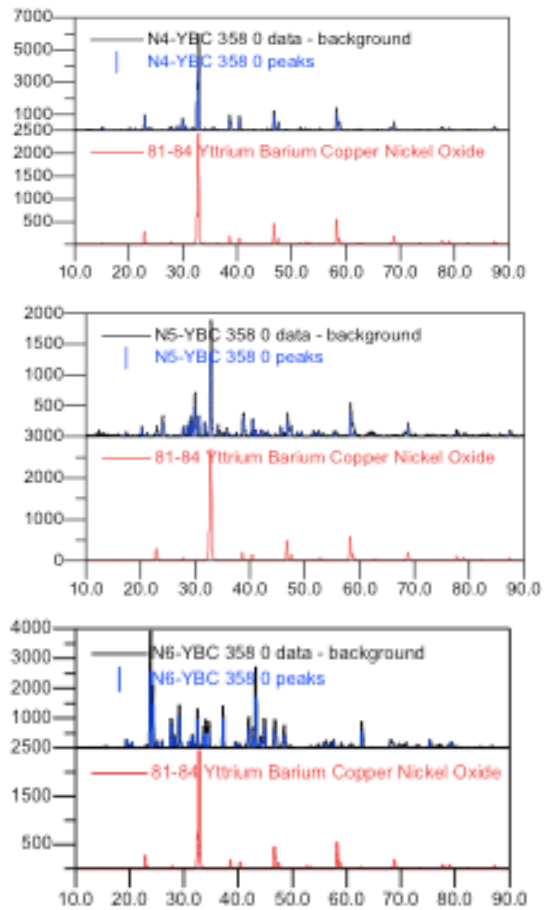 7000
N4-YBC 358 0 data - background
N4-YBC 358 0 peaks
5000
3000
1000
2500
81-84 Yttrium Barium Copper Nickel Oxide
2000
1500
1000
500
10.0 20.0 30.0 40.0 50.0 60.0 70.0 80.0 90.0
2000
N5-YBC 358 0 data - background
1500
N5-YBC 358 0 peaks
1000
500
3000
81-84 Yttrium Barium Copper Nickel Oxide
2000
1000
0
10.0 20.0 30.0 40.0 50.0 60.0 70.0 80.0 90.0
4000
N6-YBC 358 0 data - background
3000
N6-YBC 358 0 peaks
2000
1000
2500
81-84 Yttrium Barium Copper Nickel Oxide
1500
500
10.0 20.0 30.0 40.0 50.0 60.0 70.0 80.0 90.0